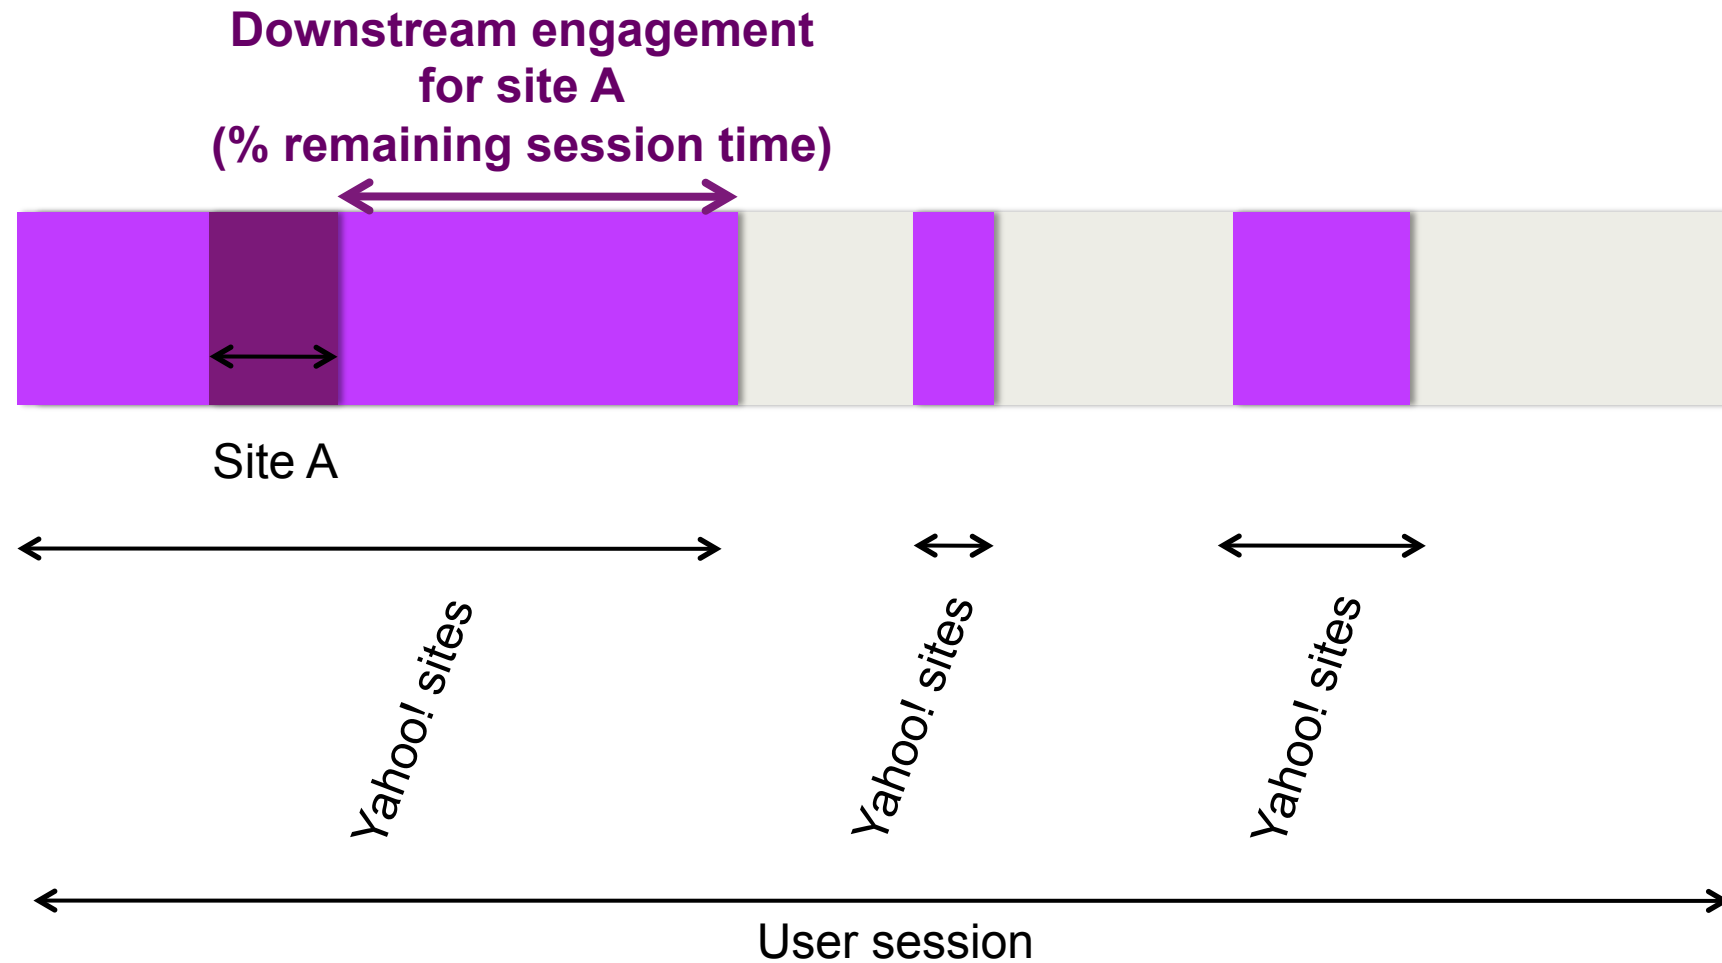 Downstream engagement
for site A
(% remaining session time)
Site A
Yahoo! sites
Yahoo! sites
Yahoo! sites
User session